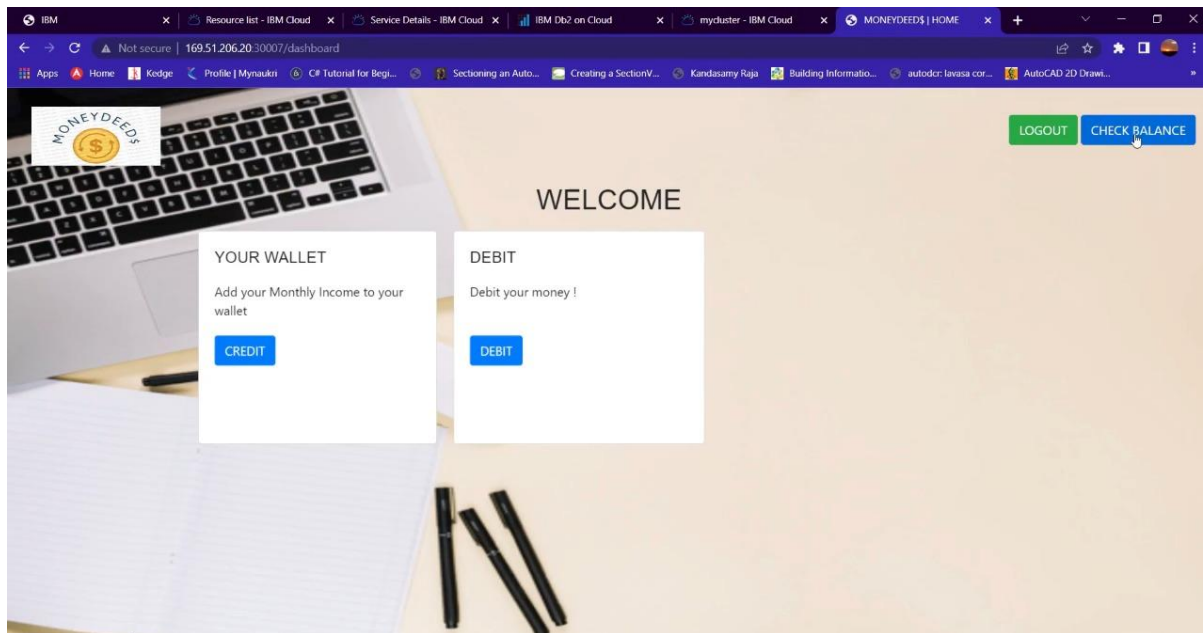 IBM
Resource list - IBM Cloud
Service Details - IBM Cloud
IBM Db2 on Cloud
mycluster - IBM Cloud
MONEYDEED$ | HOME
Not secure | 169.51.206.20:30007/dashboard
Apps
Home
Kedge
Profile | Mynaukri
C# Tutorial for Begi...
Sectioning an Auto...
Creating a SectionV...
Kandasamy Raja
Building Informatio...
autodcr: lavasa cor...
AutoCAD 2D Drawi...
MONEYDEED$
LOGOUT
CHECK BALANCE
WELCOME
YOUR WALLET
Add your Monthly Income to your
wallet
CREDIT
DEBIT
Debit your money !
DEBIT